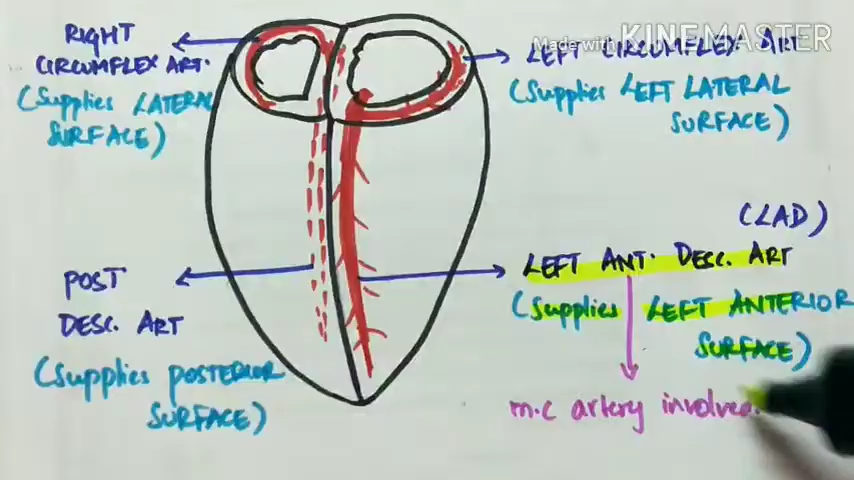 RIGHT
CIRCUMFLEX ART.
(Supplies LATERAL
SURFACE)
POST
DESC. ART
(Supplies POSTERIOR
SURFACE)
Made with KINEMASTER
LEFT CIRCUMFLEX ART
(Supplies LEFT LATERAL
SURFACE)
(LAD)
LEFT ANT. DESC. ART
(Supplies LEFT ANTERIOR
SURFACE)
m.c artery involved